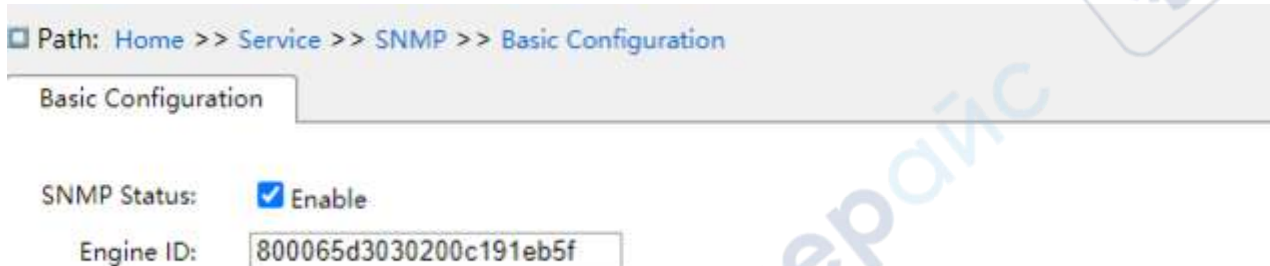 Path: Home >> Service >> SNMP >> Basic Configuration
Basic Configuration
SNMP Status: Enable
Engine ID: 800065d3030200c191eb5f